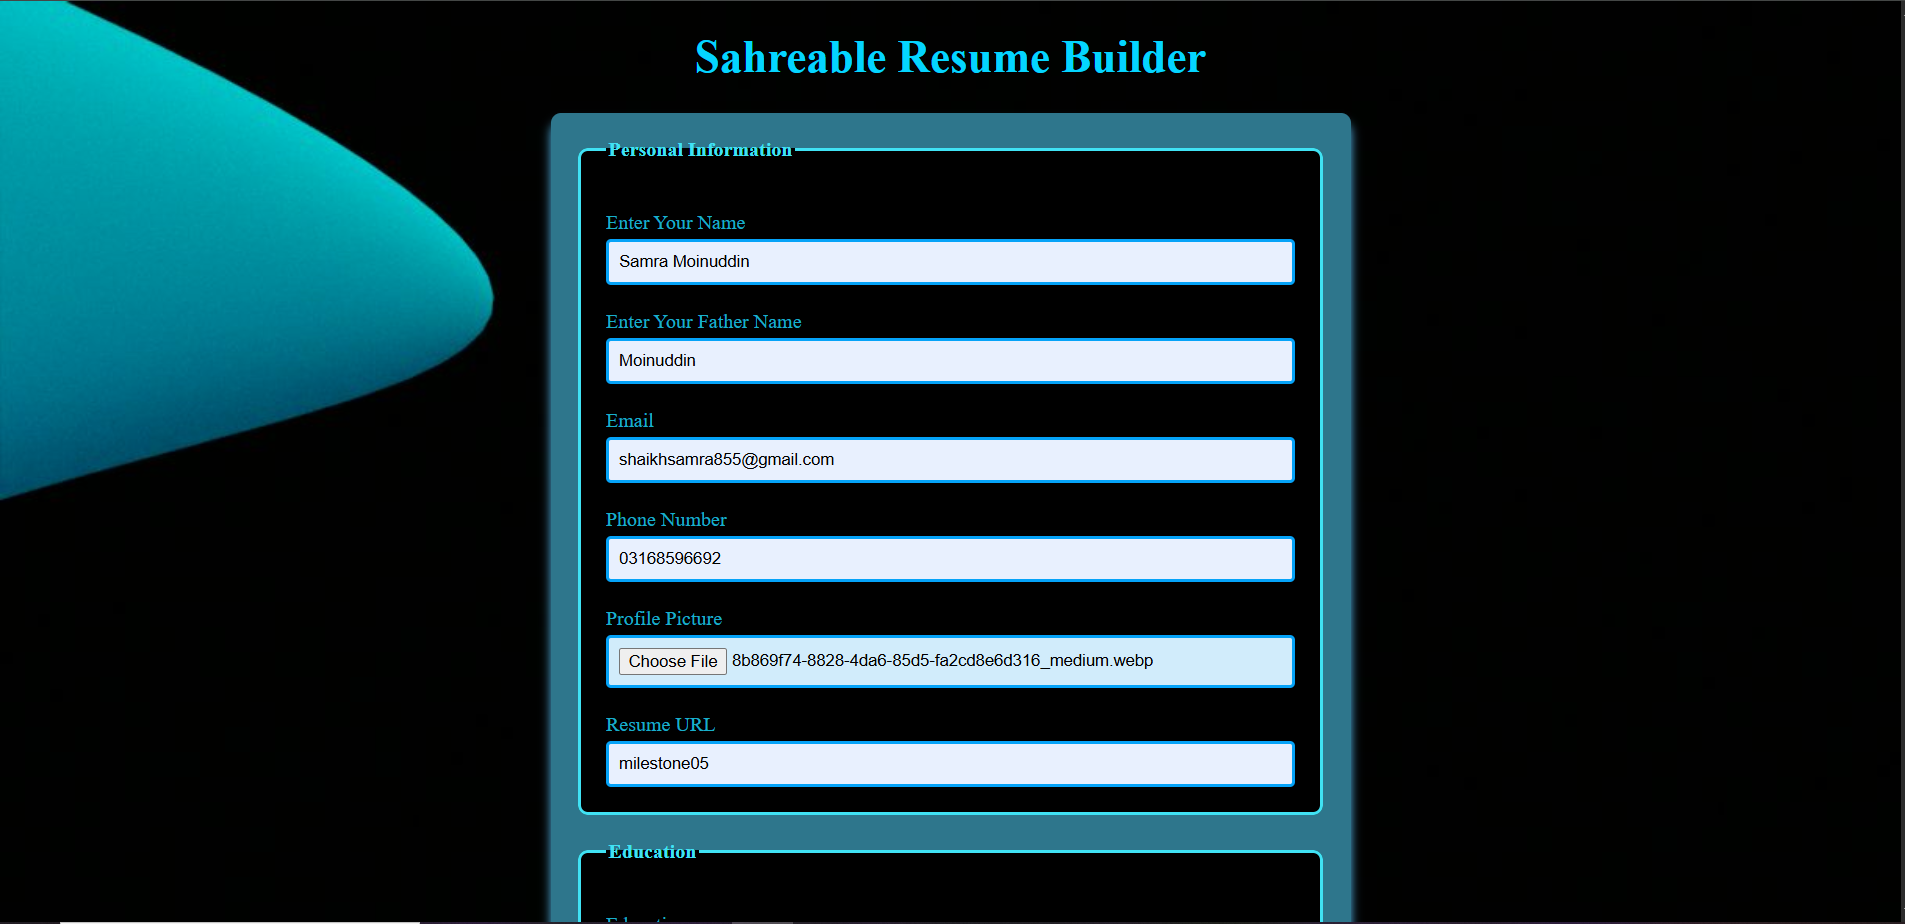 Sahreable Resume Builder
Personal Information
Enter Your Name
Samra Moinuddin
Enter Your Father Name
Moinuddin
Email
shaikhsamra855@gmail.com
Phone Number
03168596692
Profile Picture
Choose File 8b869f74-8828-4da6-85d5-fa2cd8e6d316_medium.webp
Resume URL
milestone05
Education